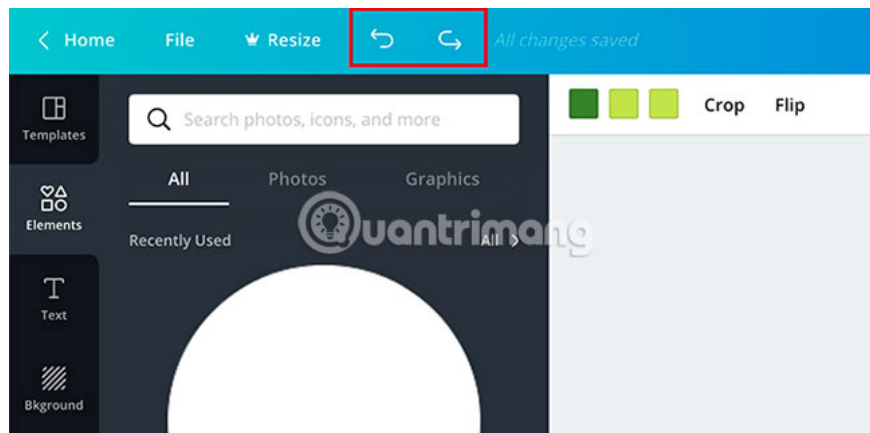 Home File Resize All changes saved
Search photos, icons, and more
Crop Flip
Templates
All Photos Graphics
Elements
Quantrimang
Recently Used All
Text
Bkground